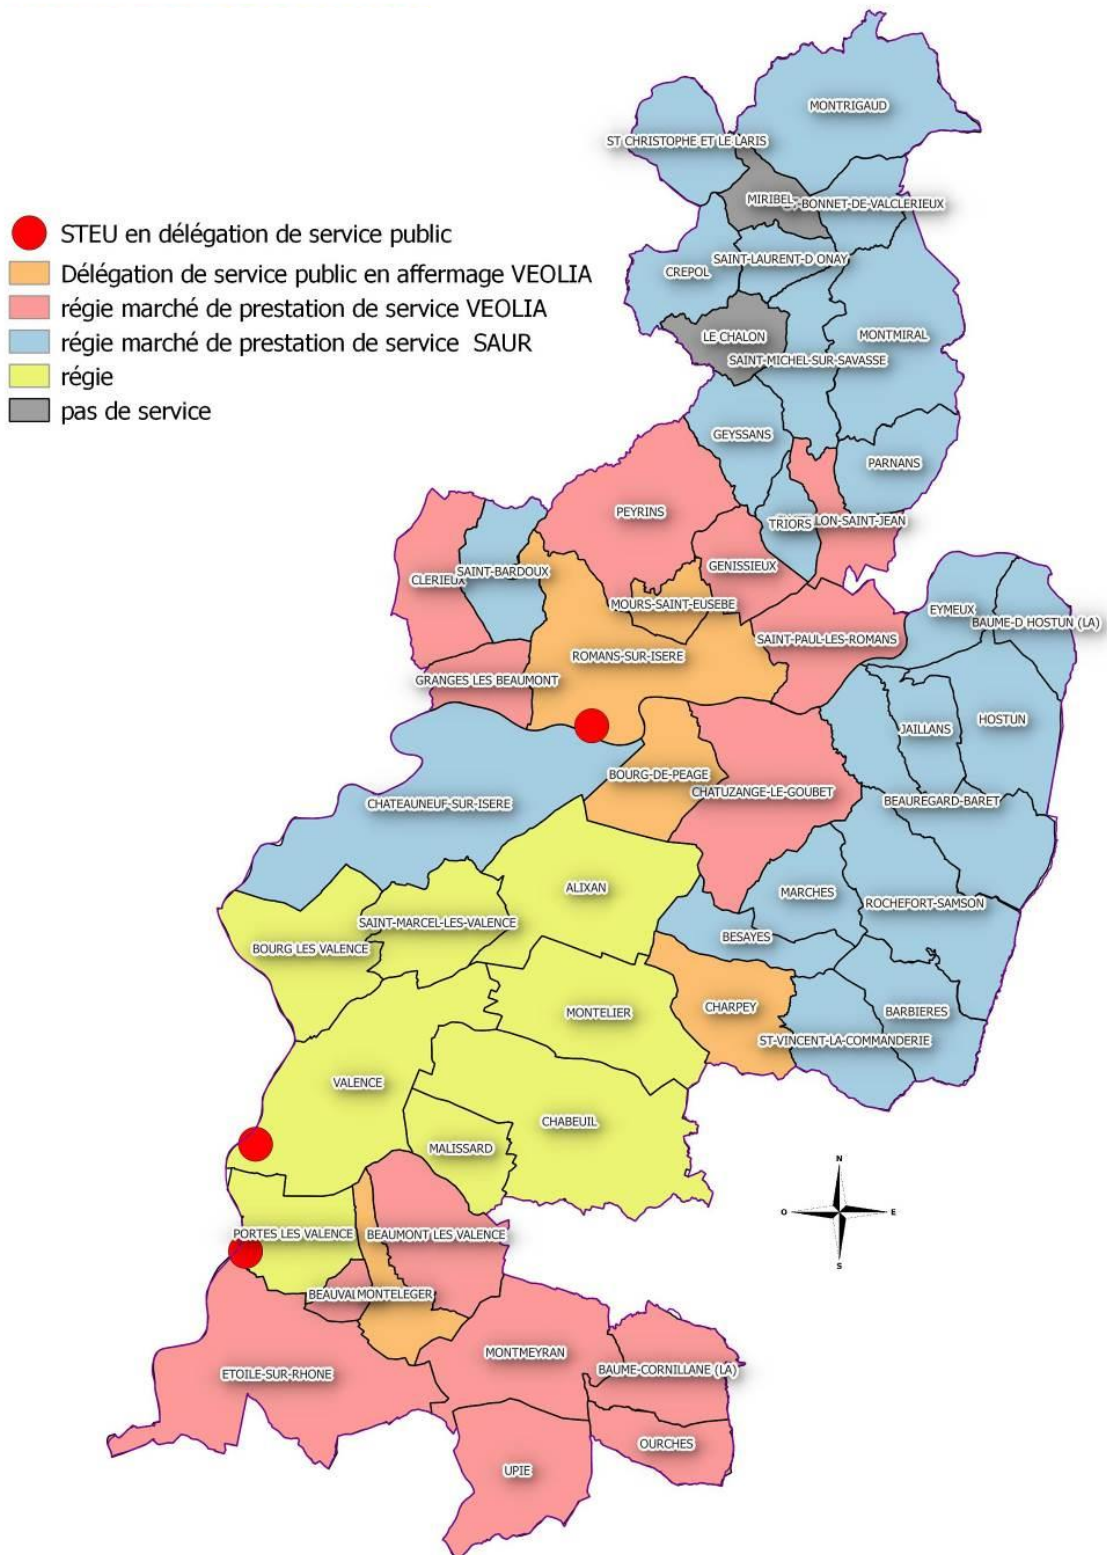 MONTRIGAUD
ST CHRISTOPHE ET LE LARIS
MIRIBEL
BONNET-DE-VALCLERIEUX
STEU en délégation de service public
SAINT-LAURENT-D ONAY
CREPOL
Délégation de service public en affermage VEOLIA
régie marché de prestation de service VEOLIA
régie marché de prestation de service SAUR
régie
pas de service
LE CHALON
MONTMIRAL
SAINT-MICHEL-SUR-SAVASSE
GEYSSANS
PARNANS
PEYRINS
TRIORS
LON-SAINT-JEAN
GENISSIEUX
SAINT-BARDOUX
CLERIEUX
MOURS-SAINT-EUSEBE
EYMEUX
BAUME-D HOSTUN (LA)
SAINT-PAUL-LES-ROMANS
ROMANS-SUR-ISERE
GRANGES LES BEAUMONT
HOSTUN
JAILLANS
BOURG-DE-PEAGE
CHATUZANGE-LE-GOUBET
CHATEAUNEUF-SUR-ISERE
BEAUREGARD-BARET
ALIXAN
MARCHES
ROCHEFORT-SAMSON
SAINT-MARCEL-LES-VALENCE
BESAYES
BOURG LES VALENCE
CHARPEY
MONTELIER
BARBIERES
ST-VINCENT-LA-COMMANDERIE
VALENCE
CHABEUIL
MALISSARD
N
O
E
S
PORTES LES VALENCE
BEAUMONT LES VALENCE
BEAUVAL
MONTELEGER
MONTMEYRAN
BAUME-CORNILLANE (LA)
ETOILE-SUR-RHONE
OURCHES
UPIE